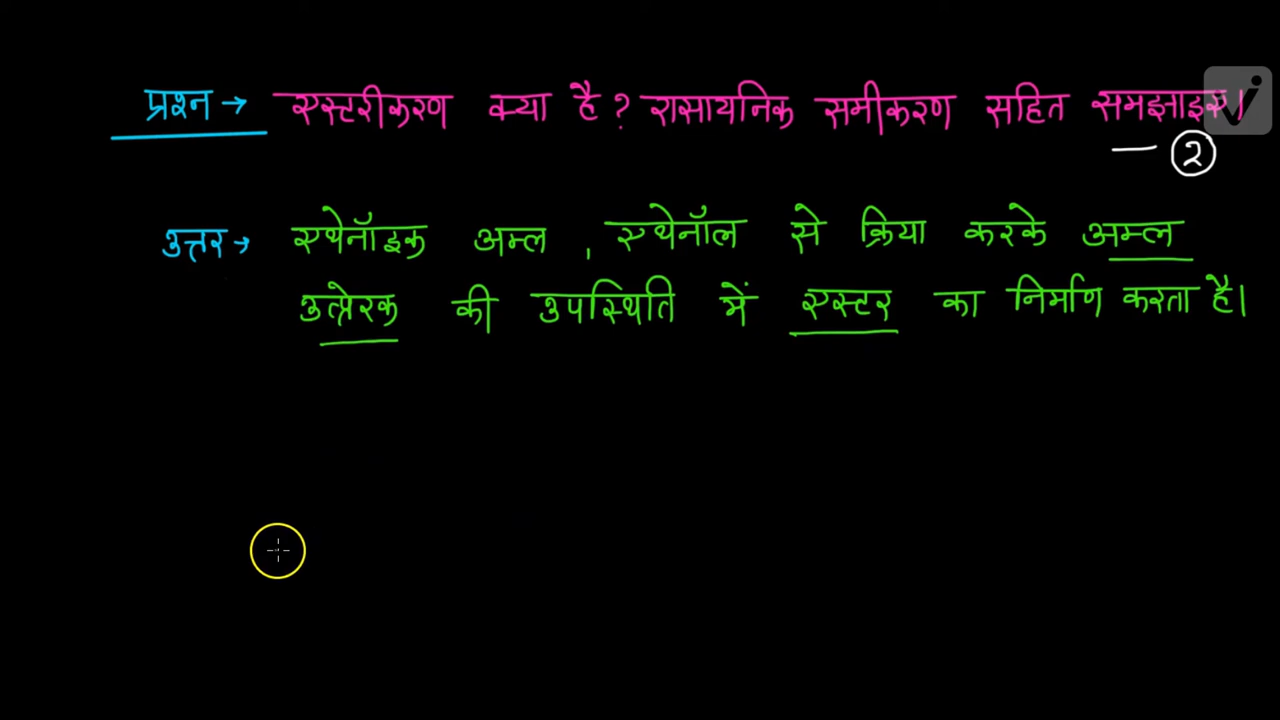 प्रश्न → एस्टरीकरण क्या है ? रासायनिक समीकरण सहित समझाइए।
— 2
उत्तर → एथेनॉइक अम्ल , एथेनॉल से क्रिया करके अम्ल
उत्प्रेरक की उपस्थिति में एस्टर का निर्माण करता है।